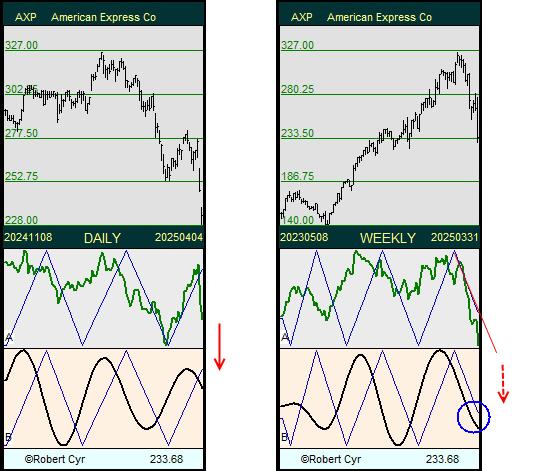 AXP American Express Co
327.00
302.25
277.50
252.75
228.00
20241108 DAILY 20250404
A
B
©Robert Cyr 233.68
AXP American Express Co
327.00
280.25
233.50
186.75
140.00
20230508 WEEKLY 20250331
A
B
©Robert Cyr 233.68